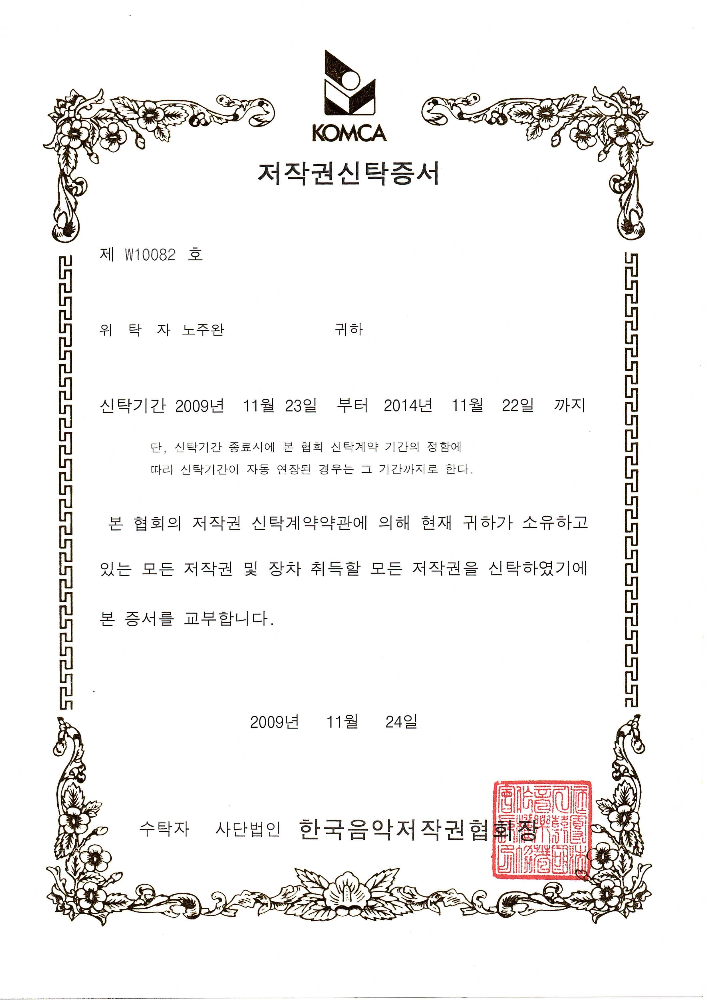 KOMCA
저작권신탁증서
제 W10082 호
위 탁 자 노주완 귀하
신탁기간 2009년 11월 23일 부터 2014년 11월 22일 까지
단, 신탁기간 종료시에 본 협회 신탁계약 기간의 정함에
따라 신탁기간이 자동 연장된 경우는 그 기간까지로 한다.
본 협회의 저작권 신탁계약약관에 의해 현재 귀하가 소유하고
있는 모든 저작권 및 장차 취득할 모든 저작권을 신탁하였기에
본 증서를 교부합니다.
2009년 11월 24일
수탁자 사단법인 한국음악저작권협회장